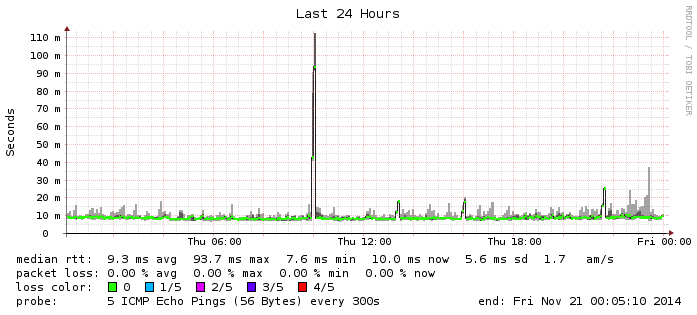 Last 24 Hours
RRDTOOL / TOBI OETIKER
Seconds
110 m
100 m
90 m
80 m
70 m
60 m
50 m
40 m
30 m
20 m
10 m
0
Thu 06:00 Thu 12:00 Thu 18:00 Fri 00:00
median rtt: 9.3 ms avg 93.7 ms max 7.6 ms min 10.0 ms now 5.6 ms sd 1.7 am/s
packet loss: 0.00 % avg 0.00 % max 0.00 % min 0.00 % now
loss color: 0 1/5 2/5 3/5 4/5
probe: 5 ICMP Echo Pings (56 Bytes) every 300s end: Fri Nov 21 00:05:10 2014